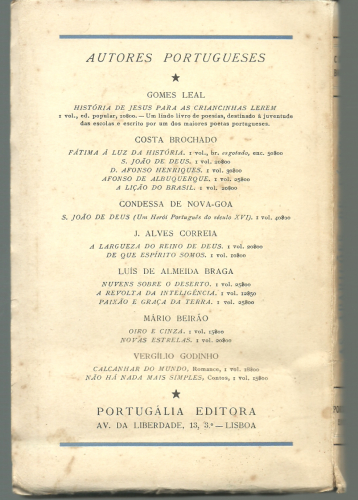 AUTORES PORTUGUESES
GOMES LEAL
HISTÓRIA DE JESUS PARA AS CRIANCINHAS LEREM
1 vol., ed. popular, 10$00. — Um lindo livro de poesias, destinado à juventude
das escolas e escrito por um dos maiores poetas portugueses.
COSTA BROCHADO
FÁTIMA À LUZ DA HISTÓRIA. 1 vol., br. esgotado, enc. 50$00
S. JOÃO DE DEUS. 1 vol. 20$00
D. AFONSO HENRIQUES. 1 vol. 30$00
AFONSO DE ALBUQUERQUE. 1 vol. 25$00
A LIÇÃO DO BRASIL. 1 vol. 20$00
CONDESSA DE NOVA-GOA
S. JOÃO DE DEUS (Um Herói Português do século XVI). 1 vol. 40$00
J. ALVES CORREIA
A LARGUEZA DO REINO DE DEUS. 1 vol. 20$00
DE QUE ESPÍRITO SOMOS. 1 vol. 10$00
LUÍS DE ALMEIDA BRAGA
NUVENS SOBRE O DESERTO. 1 vol. 25$00
A REVOLTA DA INTELIGÊNCIA. 1 vol. 12$50
PAIXÃO E GRAÇA DA TERRA. 1 vol. 25$00
MÁRIO BEIRÃO
OIRO E CINZA. 1 vol. 15$00
NOVAS ESTRELAS. 1 vol. 20$00
VERGÍLIO GODINHO
CALCANHAR DO MUNDO, Romance, 1 vol.
NÃO HÁ NADA MAIS SIMPLES, Contos, 1 vol. 15$00
PORTUGÁLIA EDITORA
AV. DA LIBERDADE, 13, 3.º — LISBOA